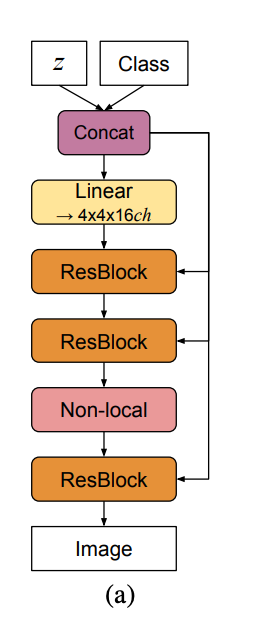 z Class
Concat
Linear
→ 4x4x16ch
ResBlock
ResBlock
Non-local
ResBlock
Image
(a)